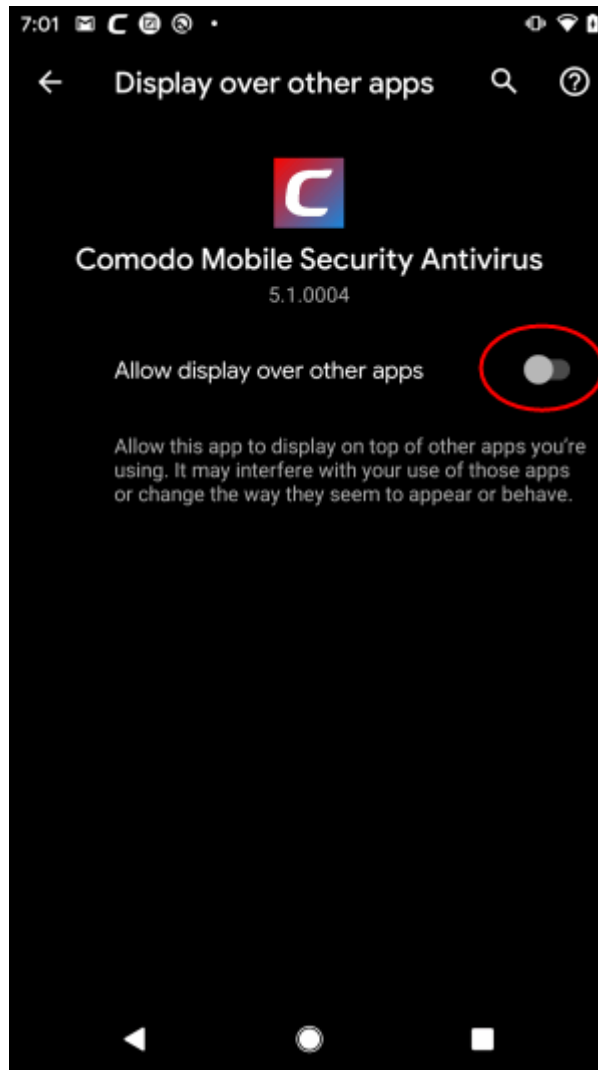 7:01
Display over other apps
Comodo Mobile Security Antivirus
5.1.0004
Allow display over other apps
Allow this app to display on top of other apps you're
using. It may interfere with your use of those apps
or change the way they seem to appear or behave.